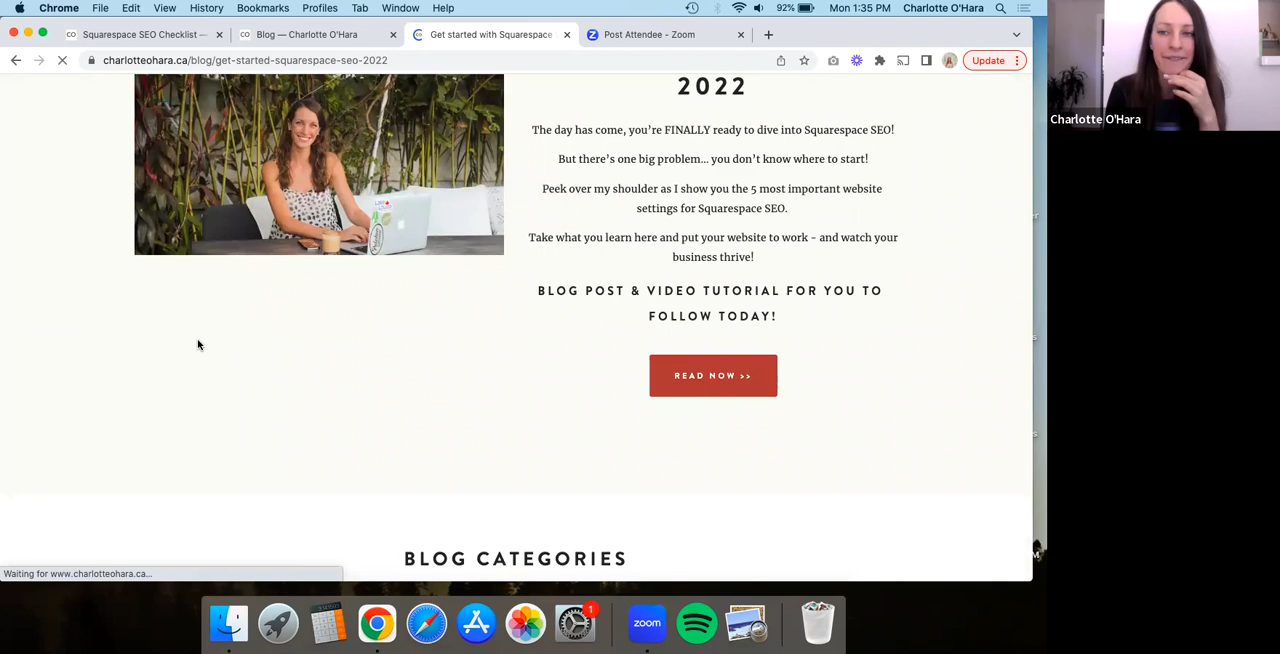 Chrome File Edit View History Bookmarks Profiles Tab Window Help
92% Mon 1:35 PM Charlotte O'Hara
Squarespace SEO Checklist —
Blog — Charlotte O'Hara
Get started with Squarespace
Post Attendee - Zoom
charlotteohara.ca/blog/get-started-squarespace-seo-2022
Update
Charlotte O'Hara
2022
The day has come, you're FINALLY ready to dive into Squarespace SEO!
But there's one big problem... you don't know where to start!
Peek over my shoulder as I show you the 5 most important website
settings for Squarespace SEO.
Take what you learn here and put your website to work - and watch your
business thrive!
BLOG POST & VIDEO TUTORIAL FOR YOU TO
FOLLOW TODAY!
READ NOW >>
BLOG CATEGORIES
Waiting for www.charlotteohara.ca...
1
zoom